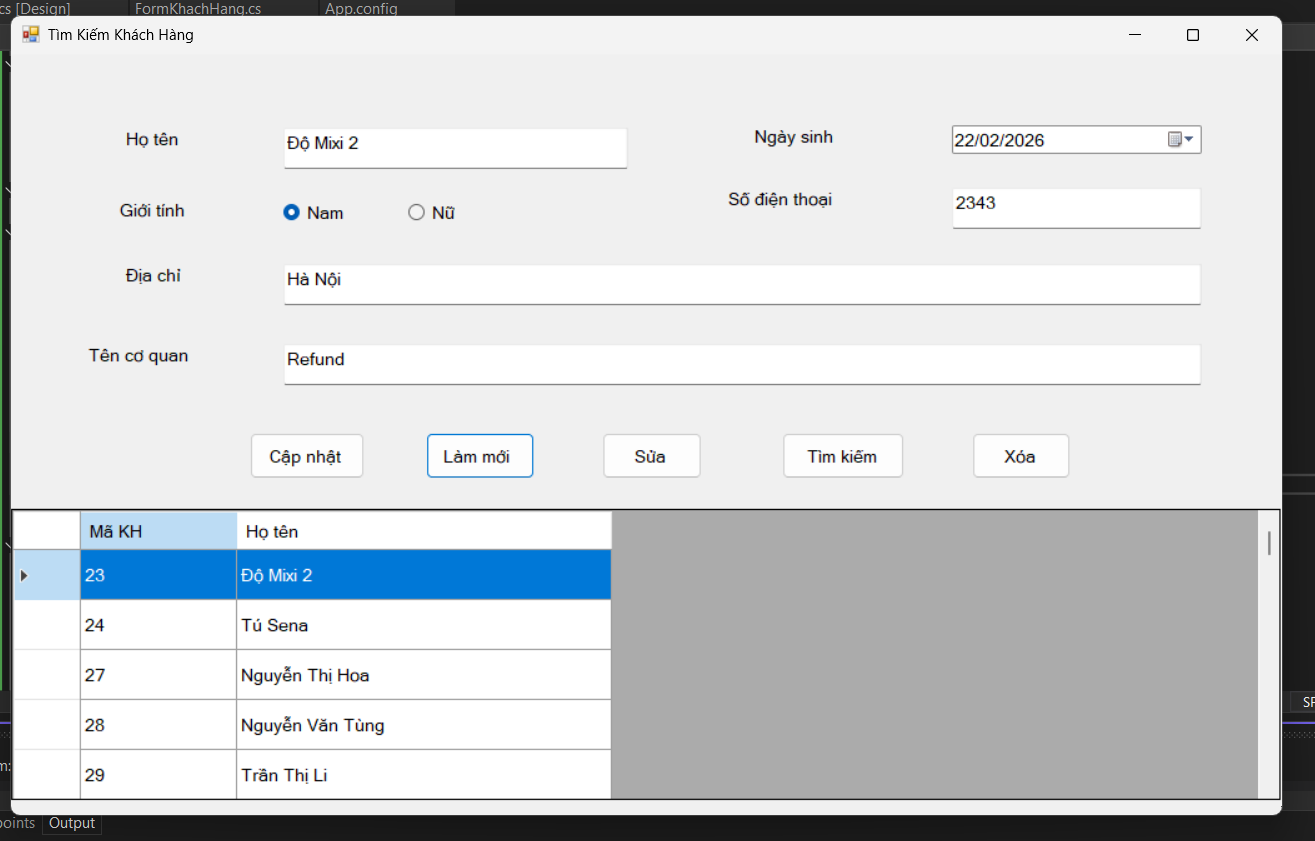 cs [Design] FormKhachHang.cs App.config
Tìm Kiếm Khách Hàng
Họ tên Độ Mixi 2 Ngày sinh 22/02/2026
Giới tính Nam Nữ Số điện thoại 2343
Địa chỉ Hà Nội
Tên cơ quan Refund
Cập nhật Làm mới Sửa Tìm kiếm Xóa
Mã KH Họ tên
23 Độ Mixi 2
24 Tú Sena
27 Nguyễn Thị Hoa
28 Nguyễn Văn Tùng
29 Trần Thị Li
Output